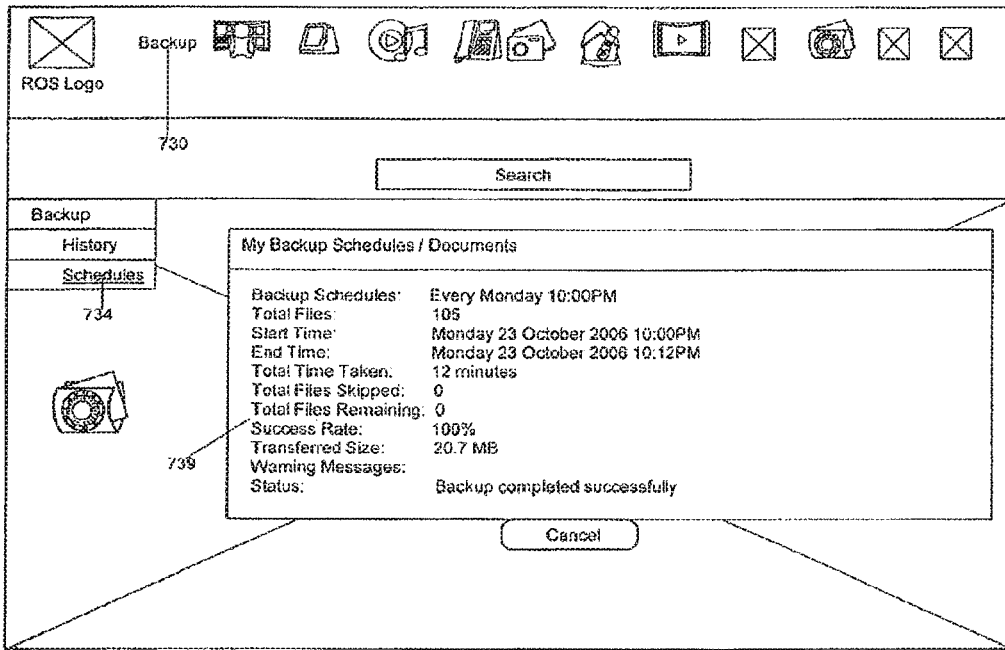 Backup
ROS Logo
730
Search
Backup
History
Schedules
734
My Backup Schedules / Documents
Backup Schedules: Every Monday 10:00PM
Total Files: 105
Start Time: Monday 23 October 2006 10:00PM
End Time: Monday 23 October 2006 10:12PM
Total Time Taken: 12 minutes
Total Files Skipped: 0
Total Files Remaining: 0
Success Rate: 100%
Transferred Size: 20.7 MB
739
Warning Messages:
Status: Backup completed successfully
Cancel